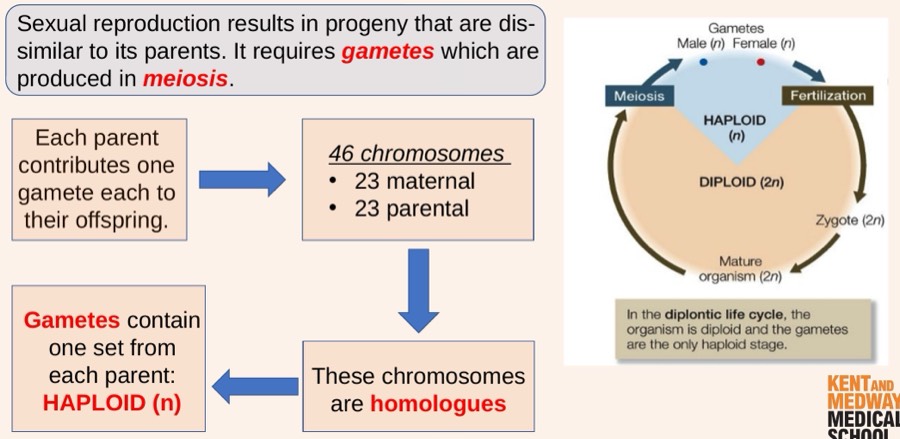 Sexual reproduction results in progeny that are dis-
similar to its parents. It requires gametes which are
produced in meiosis.
Each parent
contributes one
gamete each to
their offspring.
46 chromosomes
• 23 maternal
• 23 parental
Gametes contain
one set from
each parent:
HAPLOID (n)
These chromosomes
are homologues
Gametes
Male (n) Female (n)
Meiosis
Fertilization
HAPLOID
(n)
DIPLOID (2n)
Zygote (2n)
Mature
organism (2n)
In the diplontic life cycle, the
organism is diploid and the gametes
are the only haploid stage.
KENT AND
MEDWAY
MEDICAL
SCHOOL